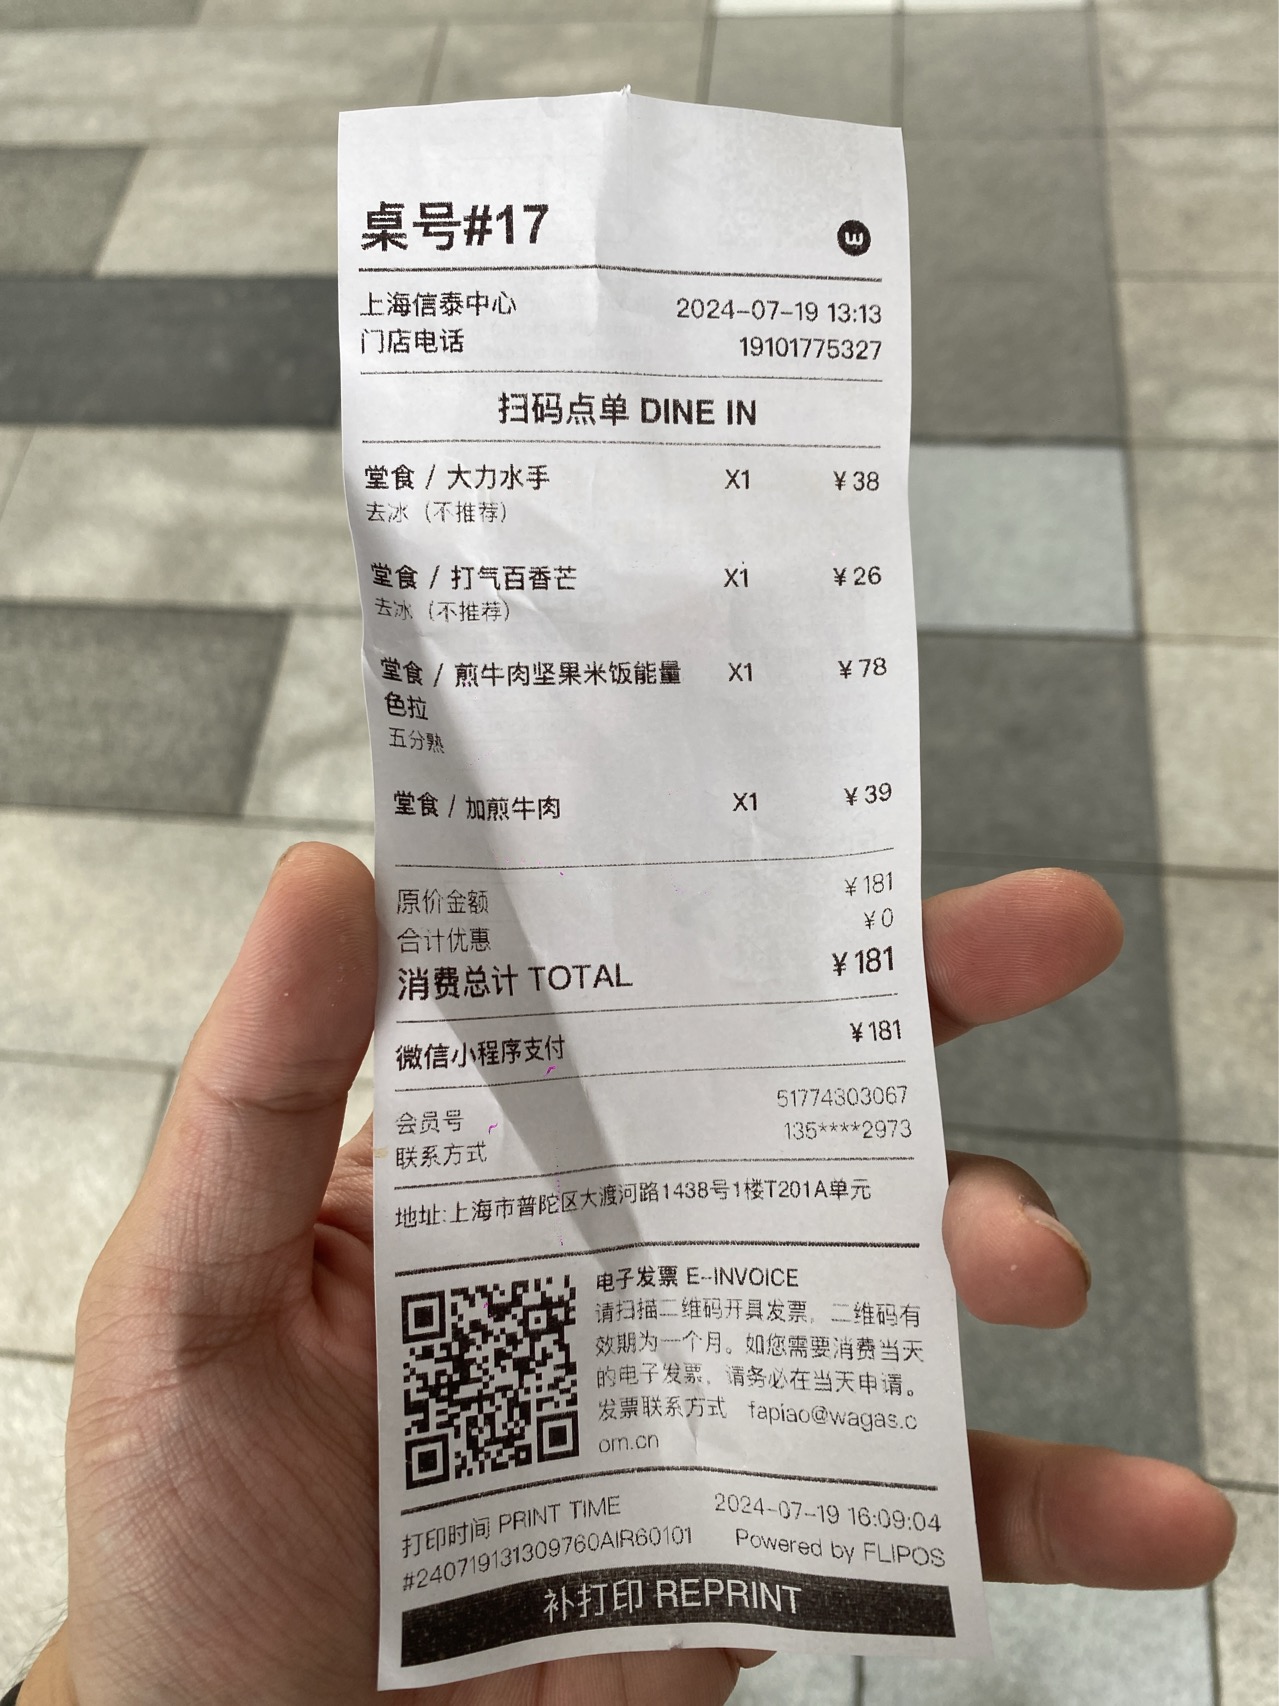 桌号#17
w
上海信泰中心 2024-07-19 13:13
门店电话 19101775327
扫码点单 DINE IN
堂食 / 大力水手 X1 ¥38
去冰（不推荐）
堂食 / 打气百香芒 X1 ¥26
去冰（不推荐）
堂食 / 煎牛肉坚果米饭能量 X1 ¥78
色拉
五分熟
堂食 / 加煎牛肉 X1 ¥39
原价金额 ¥181
合计优惠 ¥0
消费总计 TOTAL ¥181
微信小程序支付 ¥181
会员号 51774303067
联系方式 135****2973
地址:上海市普陀区大渡河路1438号1楼T201A单元
电子发票 E-INVOICE
请扫描二维码开具发票，二维码有
效期为一个月。如您需要消费当天
的电子发票，请务必在当天申请。
发票联系方式 fapiao@wagas.c
om.cn
打印时间 PRINT TIME 2024-07-19 16:09:04
#240719131309760AIR60101 Powered by FLIPOS
补打印 REPRINT